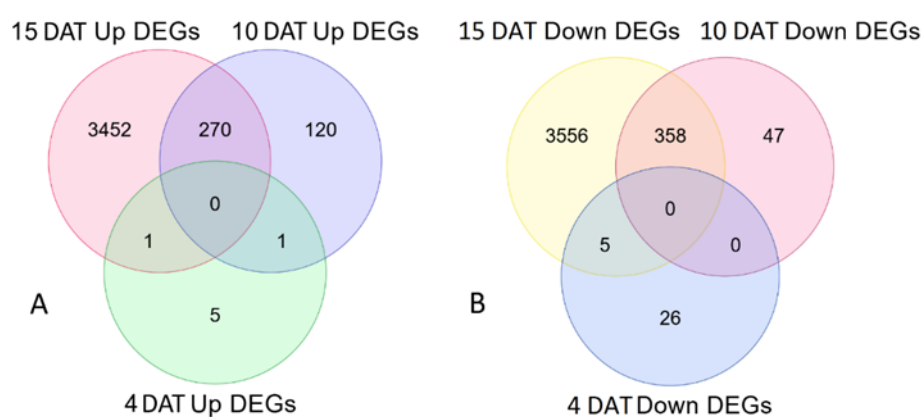 15 DAT Up DEGs 10 DAT Up DEGs
3452 270 120
0
1 1
A 5
4 DAT Up DEGs
15 DAT Down DEGs 10 DAT Down DEGs
3556 358 47
0
5 0
B 26
4 DAT Down DEGs